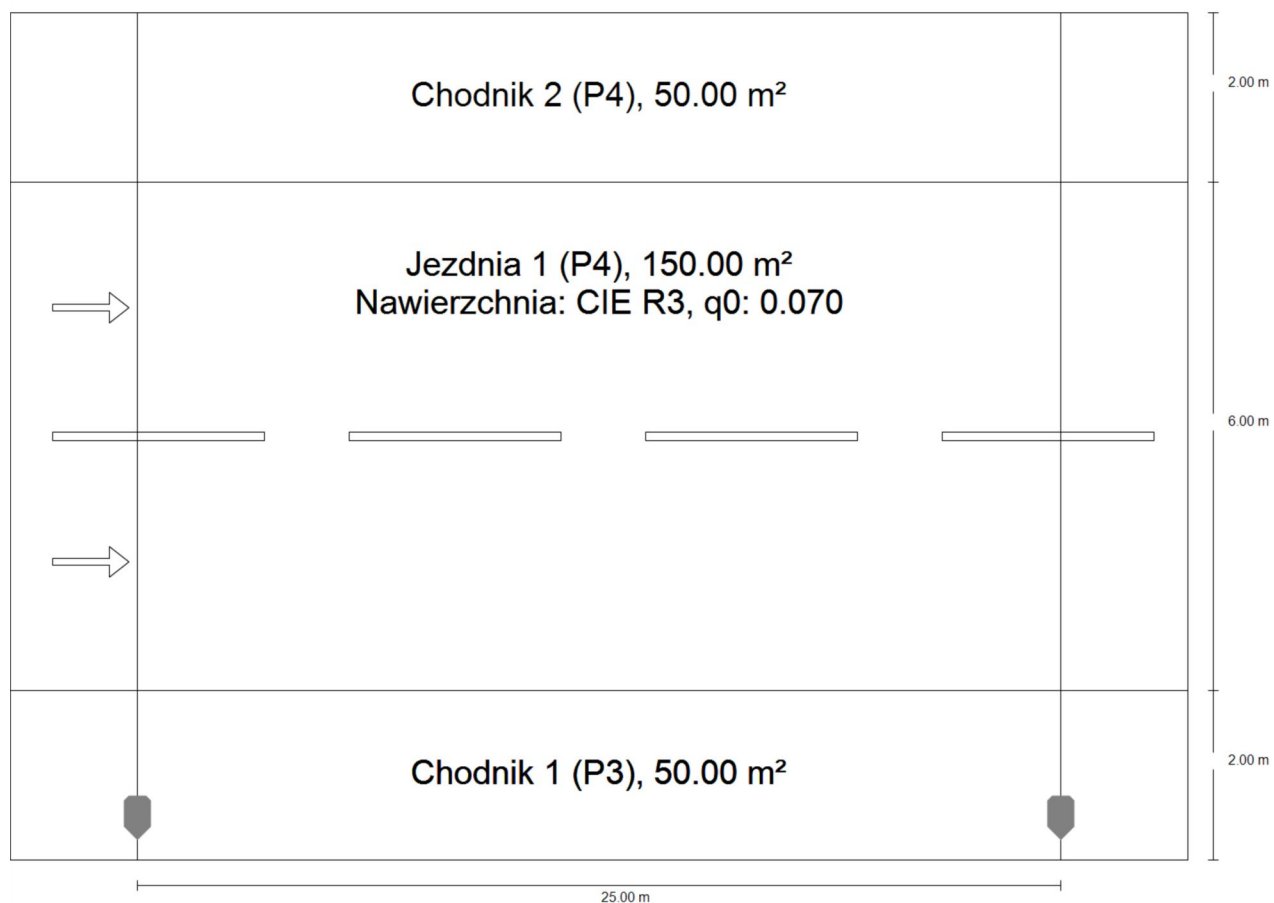 Chodnik 2 (P4), 50.00 m²
2.00 m
Jezdnia 1 (P4), 150.00 m²
Nawierzchnia: CIE R3, q0: 0.070
6.00 m
Chodnik 1 (P3), 50.00 m²
2.00 m
25.00 m